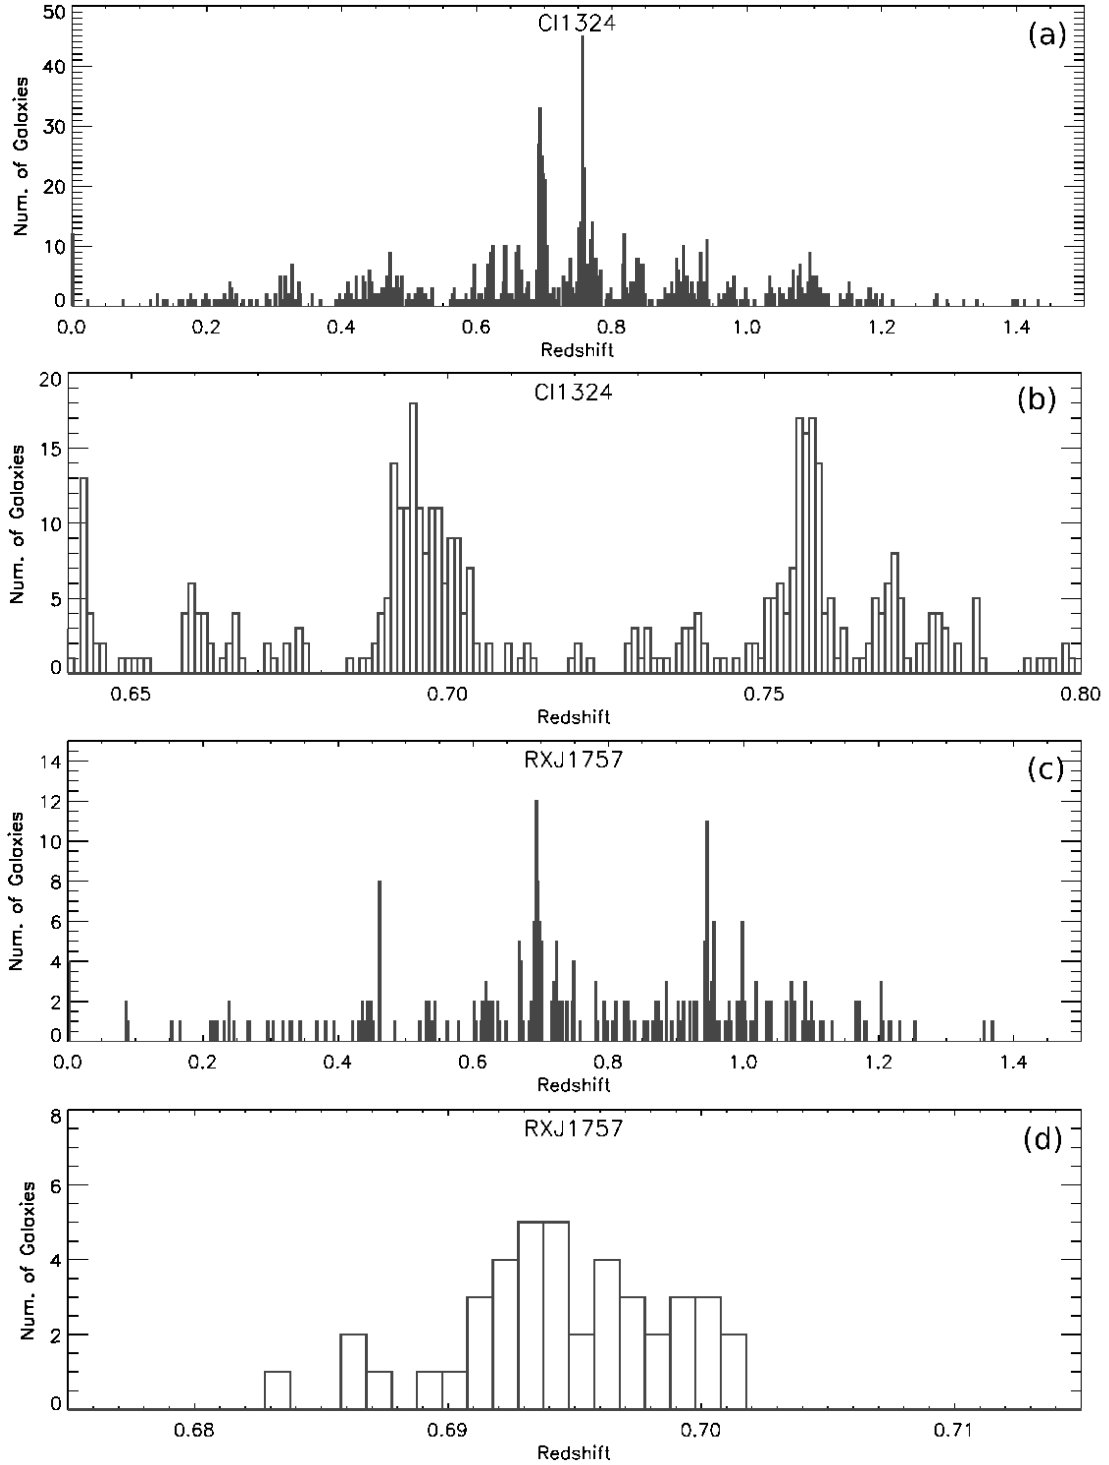 Cl1324
(a)
50
40
30
20
10
0
Num. of Galaxies
0.0 0.2 0.4 0.6 0.8 1.0 1.2 1.4
Redshift
Cl1324
(b)
20
15
10
5
0
Num. of Galaxies
0.65 0.70 0.75 0.80
Redshift
RXJ1757
(c)
14
12
10
8
6
4
2
0
Num. of Galaxies
0.0 0.2 0.4 0.6 0.8 1.0 1.2 1.4
Redshift
RXJ1757
(d)
8
6
4
2
0
Num. of Galaxies
0.68 0.69 0.70 0.71
Redshift